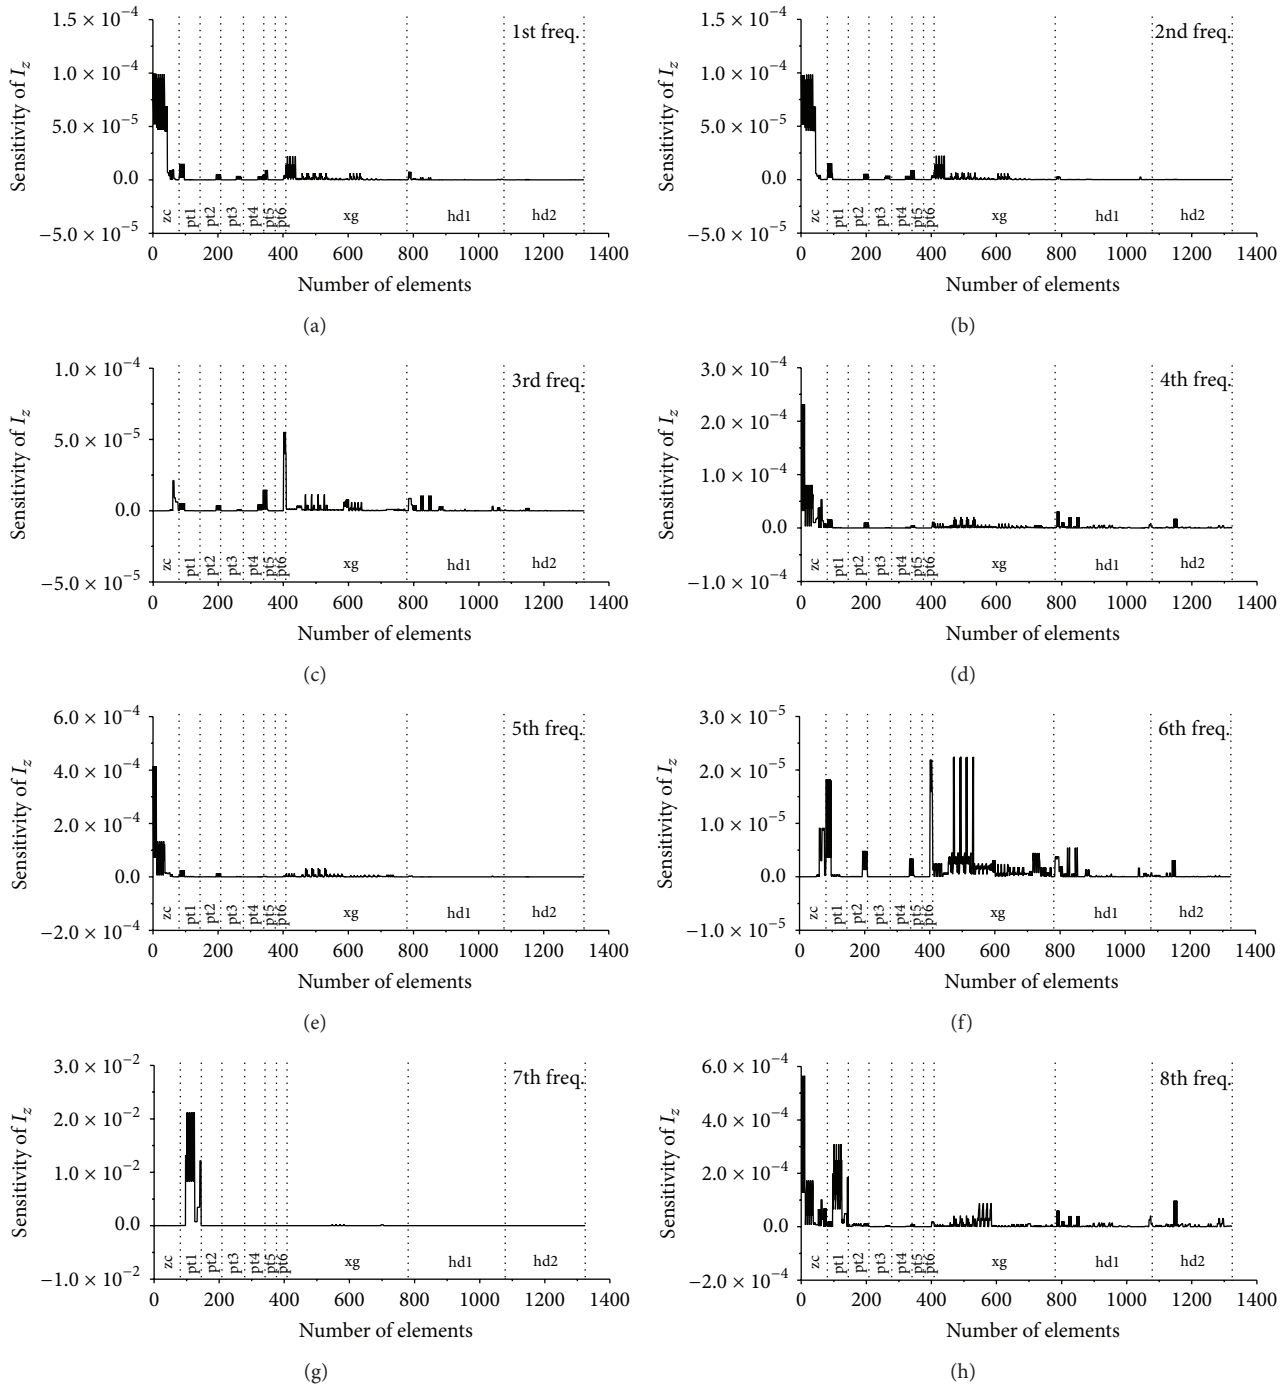 1st freq.
Sensitivity of I_z
1.5 × 10⁻⁴
1.0 × 10⁻⁴
5.0 × 10⁻⁵
0.0
−5.0 × 10⁻⁵
zc pt1 pt2 pt3 pt4 pt5 pt6 xg hd1 hd2
0 200 400 600 800 1000 1200 1400
Number of elements
(a)
2nd freq.
Sensitivity of I_z
1.5 × 10⁻⁴
1.0 × 10⁻⁴
5.0 × 10⁻⁵
0.0
−5.0 × 10⁻⁵
zc pt1 pt2 pt3 pt4 pt5 pt6 xg hd1 hd2
0 200 400 600 800 1000 1200 1400
Number of elements
(b)
3rd freq.
Sensitivity of I_z
1.0 × 10⁻⁴
5.0 × 10⁻⁵
0.0
−5.0 × 10⁻⁵
zc pt1 pt2 pt3 pt4 pt5 pt6 xg hd1 hd2
0 200 400 600 800 1000 1200 1400
Number of elements
(c)
4th freq.
Sensitivity of I_z
3.0 × 10⁻⁴
2.0 × 10⁻⁴
1.0 × 10⁻⁴
0.0
−1.0 × 10⁻⁴
zc pt1 pt2 pt3 pt4 pt5 pt6 xg hd1 hd2
0 200 400 600 800 1000 1200 1400
Number of elements
(d)
5th freq.
Sensitivity of I_z
6.0 × 10⁻⁴
4.0 × 10⁻⁴
2.0 × 10⁻⁴
0.0
−2.0 × 10⁻⁴
zc pt1 pt2 pt3 pt4 pt5 pt6 xg hd1 hd2
0 200 400 600 800 1000 1200 1400
Number of elements
(e)
6th freq.
Sensitivity of I_z
3.0 × 10⁻⁵
2.0 × 10⁻⁵
1.0 × 10⁻⁵
0.0
−1.0 × 10⁻⁵
zc pt1 pt2 pt3 pt4 pt5 pt6 xg hd1 hd2
0 200 400 600 800 1000 1200 1400
Number of elements
(f)
7th freq.
Sensitivity of I_z
3.0 × 10⁻²
2.0 × 10⁻²
1.0 × 10⁻²
0.0
−1.0 × 10⁻²
zc pt1 pt2 pt3 pt4 pt5 pt6 xg hd1 hd2
0 200 400 600 800 1000 1200 1400
Number of elements
(g)
8th freq.
Sensitivity of I_z
6.0 × 10⁻⁴
4.0 × 10⁻⁴
2.0 × 10⁻⁴
0.0
−2.0 × 10⁻⁴
zc pt1 pt2 pt3 pt4 pt5 pt6 xg hd1 hd2
0 200 400 600 800 1000 1200 1400
Number of elements
(h)